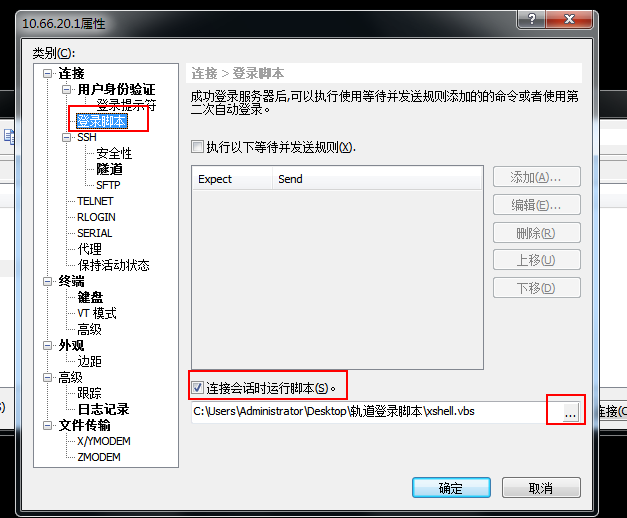 10.66.20.1属性
类别(C):
连接
用户身份验证
登录提示符
登录脚本
SSH
安全性
隧道
SFTP
TELNET
RLOGIN
SERIAL
代理
保持活动状态
终端
键盘
VT 模式
高级
外观
边距
高级
跟踪
日志记录
文件传输
X/YMODEM
ZMODEM
连接 > 登录脚本
成功登录服务器后,可以执行使用等待并发送规则添加的的命令或者使用第
二次自动登录。
执行以下等待并发送规则(X).
Expect Send
添加(A)...
编辑(E)...
删除(R)
上移(U)
下移(D)
连接会话时运行脚本(S)。
C:\Users\Administrator\Desktop\轨道登录脚本\xshell.vbs
...
确定 取消
S)
连接(C